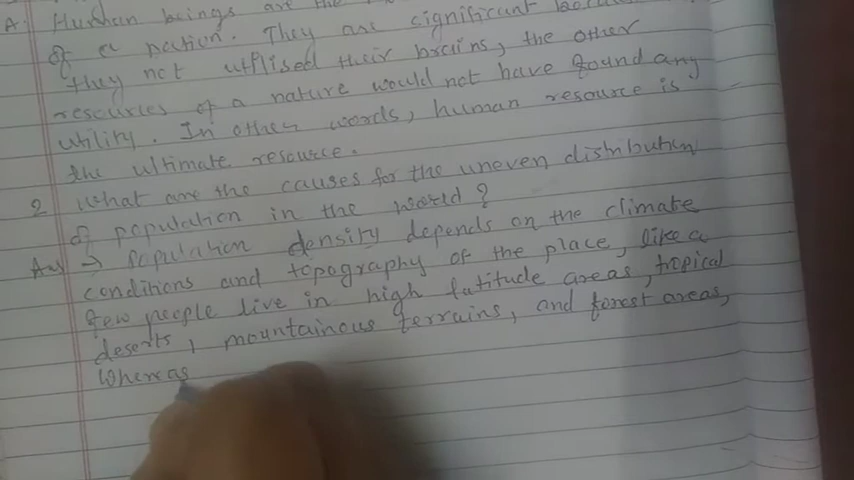 A: Human beings are the
of a nation. They are significant because
they not utilised their brains, the other
resources of a nature would not have found any
utility. In other words, human resource is
the ultimate resource.
2 What are the causes for the uneven distribution
of population in the world?
Ans → Population density depends on the climate
conditions and topography of the place, like a
few people live in high latitude areas, tropical
deserts, mountainous terrains, and forest areas,
Whereas